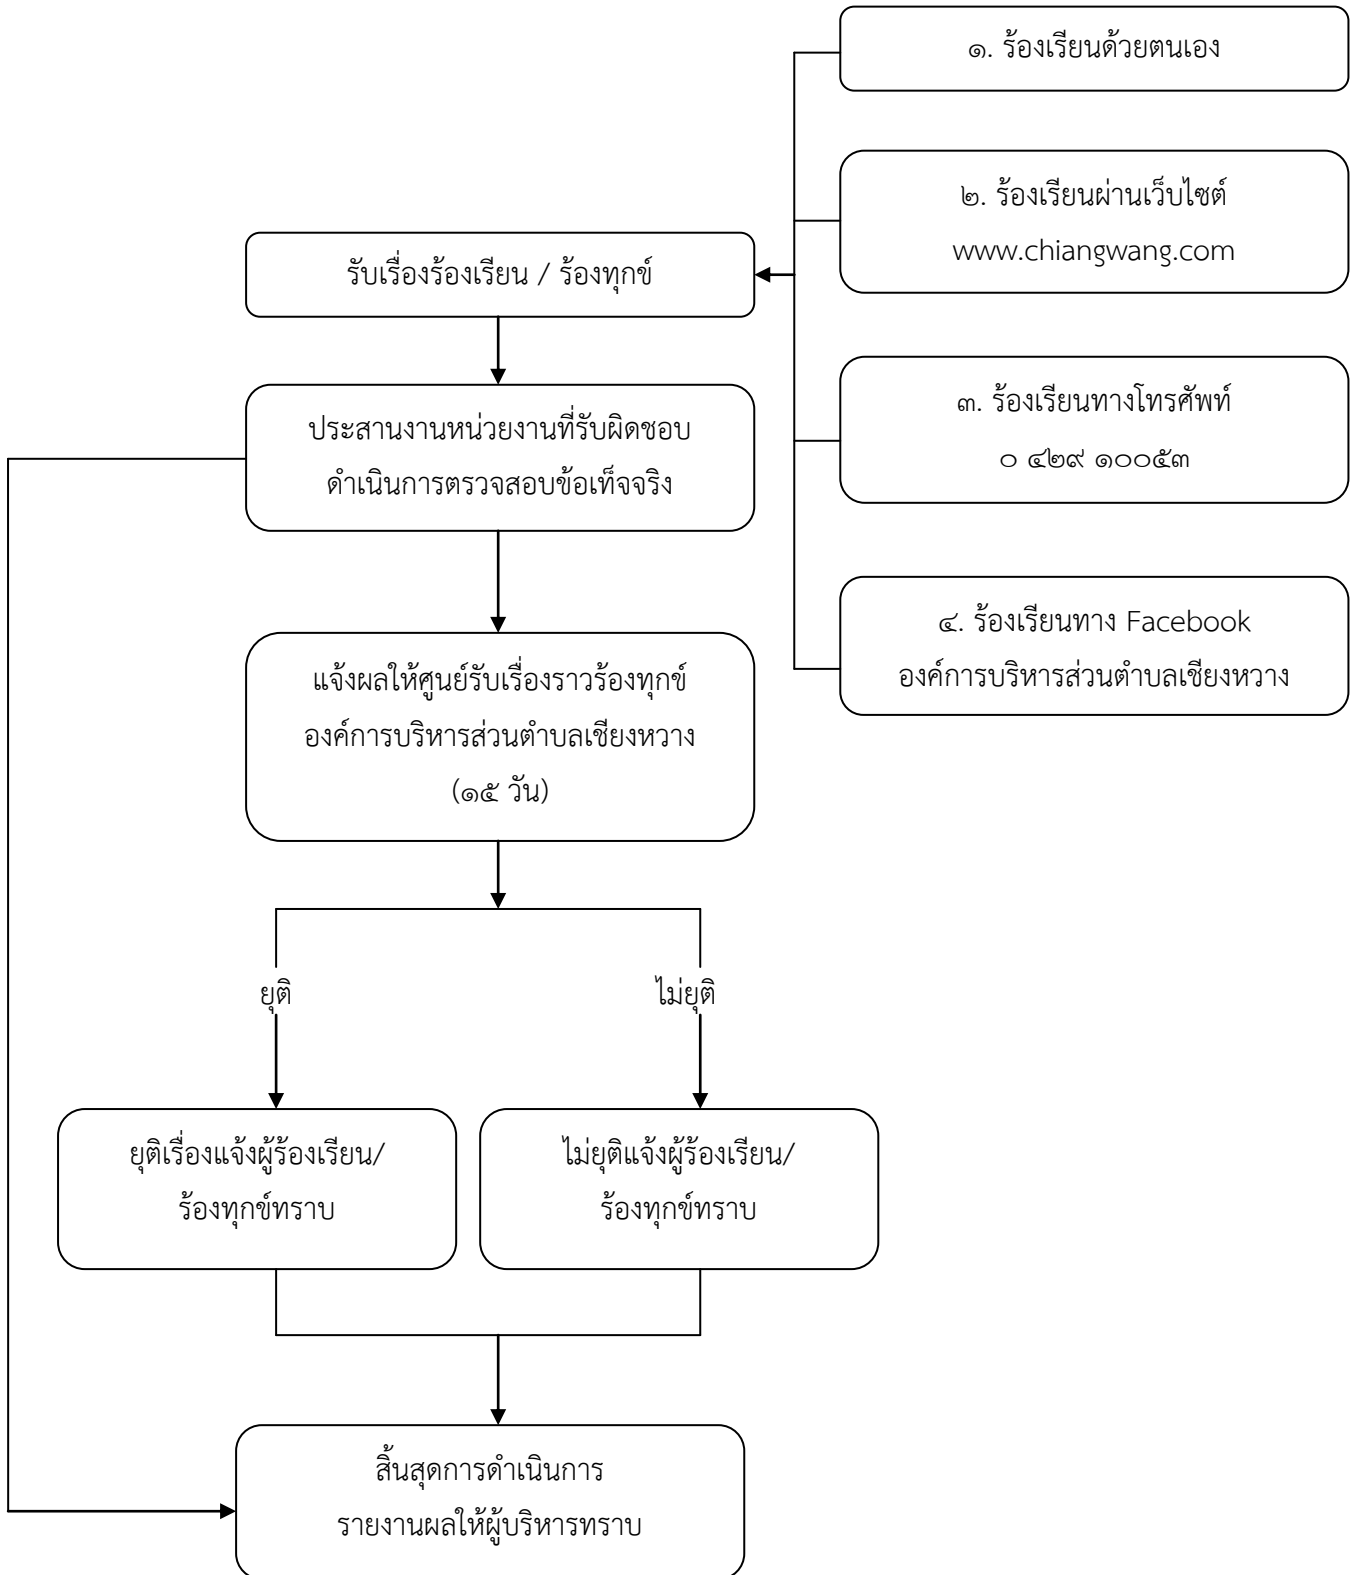 ๑. ร้องเรียนด้วยตนเอง
๒. ร้องเรียนผ่านเว็บไซต์
www.chiangwang.com
รับเรื่องร้องเรียน / ร้องทุกข์
๓. ร้องเรียนทางโทรศัพท์
๐ ๔๒๙ ๑๐๐๕๓
ประสานงานหน่วยงานที่รับผิดชอบ
ดำเนินการตรวจสอบข้อเท็จจริง
๔. ร้องเรียนทาง Facebook
องค์การบริหารส่วนตำบลเชียงหวาง
แจ้งผลให้ศูนย์รับเรื่องราวร้องทุกข์
องค์การบริหารส่วนตำบลเชียงหวาง
(๑๕ วัน)
ยุติ
ไม่ยุติ
ยุติเรื่องแจ้งผู้ร้องเรียน/
ร้องทุกข์ทราบ
ไม่ยุติแจ้งผู้ร้องเรียน/
ร้องทุกข์ทราบ
สิ้นสุดการดำเนินการ
รายงานผลให้ผู้บริหารทราบ